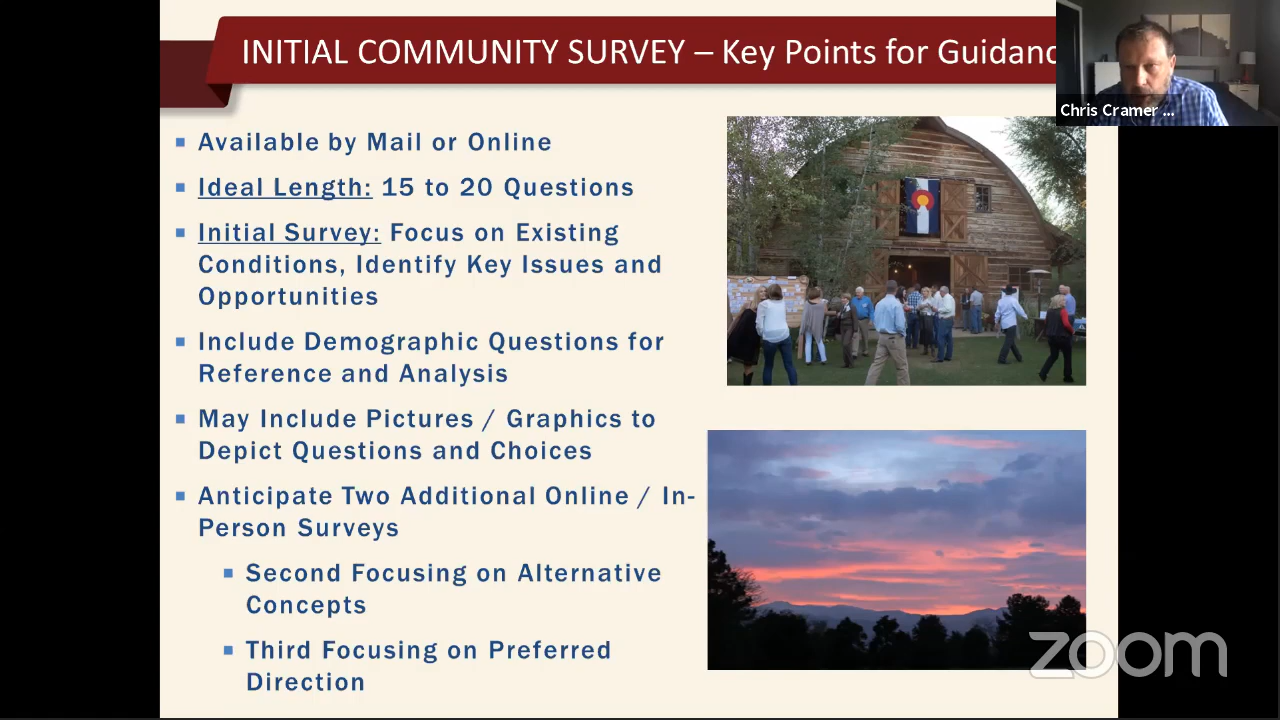 INITIAL COMMUNITY SURVEY – Key Points for Guidanc
Chris Cramer ...
Available by Mail or Online
Ideal Length: 15 to 20 Questions
Initial Survey: Focus on Existing
Conditions, Identify Key Issues and
Opportunities
Include Demographic Questions for
Reference and Analysis
May Include Pictures / Graphics to
Depict Questions and Choices
Anticipate Two Additional Online / In-
Person Surveys
Second Focusing on Alternative
Concepts
Third Focusing on Preferred
Direction
zoom